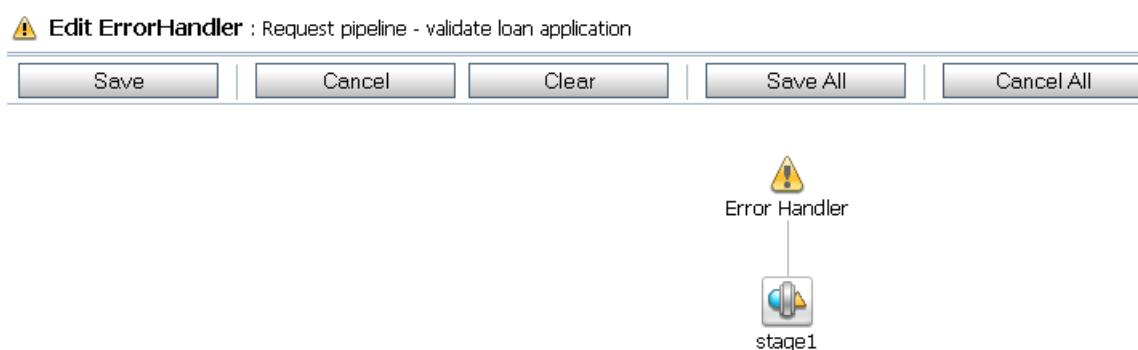 Edit ErrorHandler : Request pipeline - validate loan application
Save Cancel Clear Save All Cancel All
Error Handler
stage1